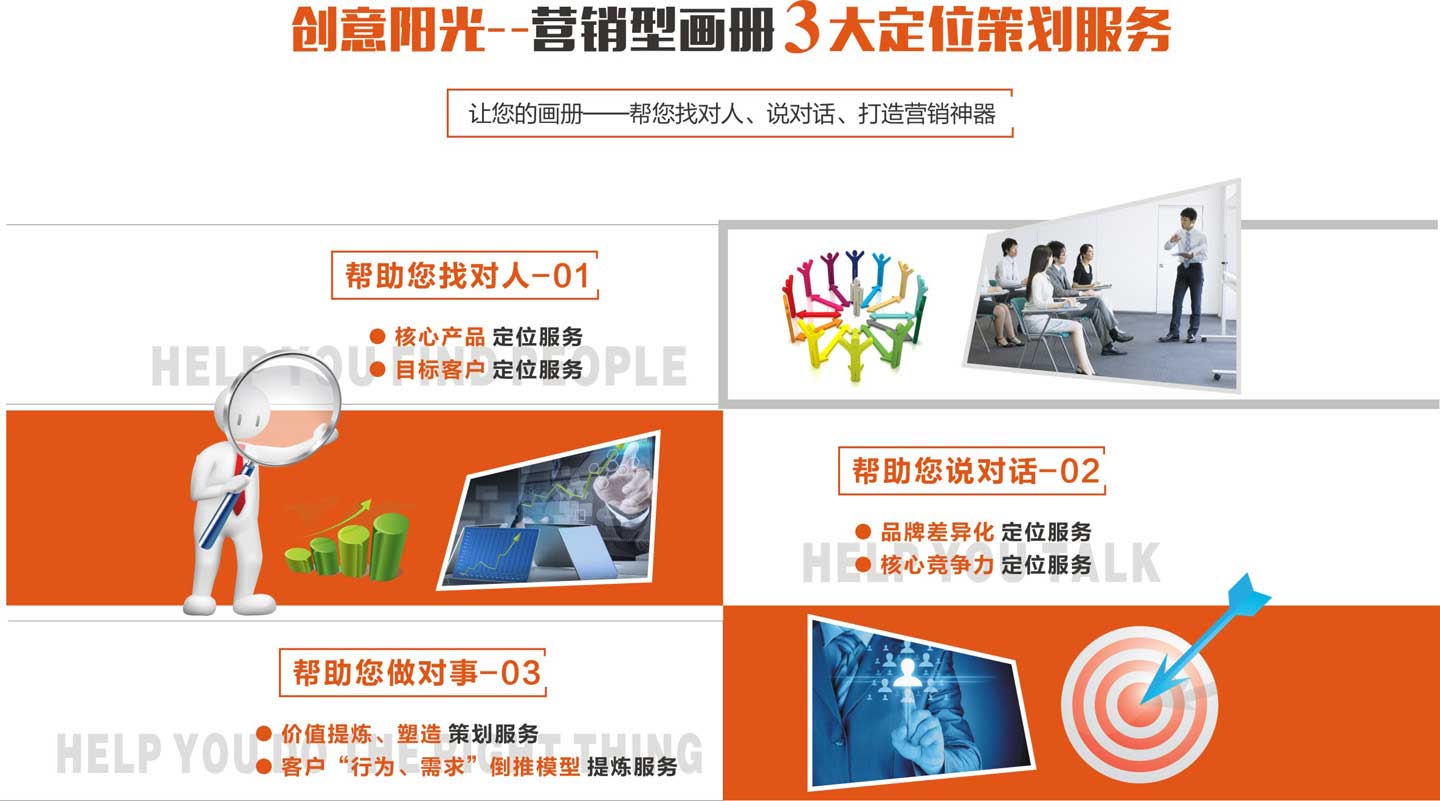 创意阳光--营销型画册3大定位策划服务
让您的画册——帮您找对人、说对话、打造营销神器
帮助您找对人-01
● 核心产品 定位服务
● 目标客户 定位服务
HELP YOU FIND PEOPLE
帮助您说对话-02
● 品牌差异化 定位服务
● 核心竞争力 定位服务
HELP YOU TALK
帮助您做对事-03
● 价值提炼、塑造 策划服务
● 客户“行为、需求”倒推模型 提炼服务
HELP YOU DO THE RIGHT THING